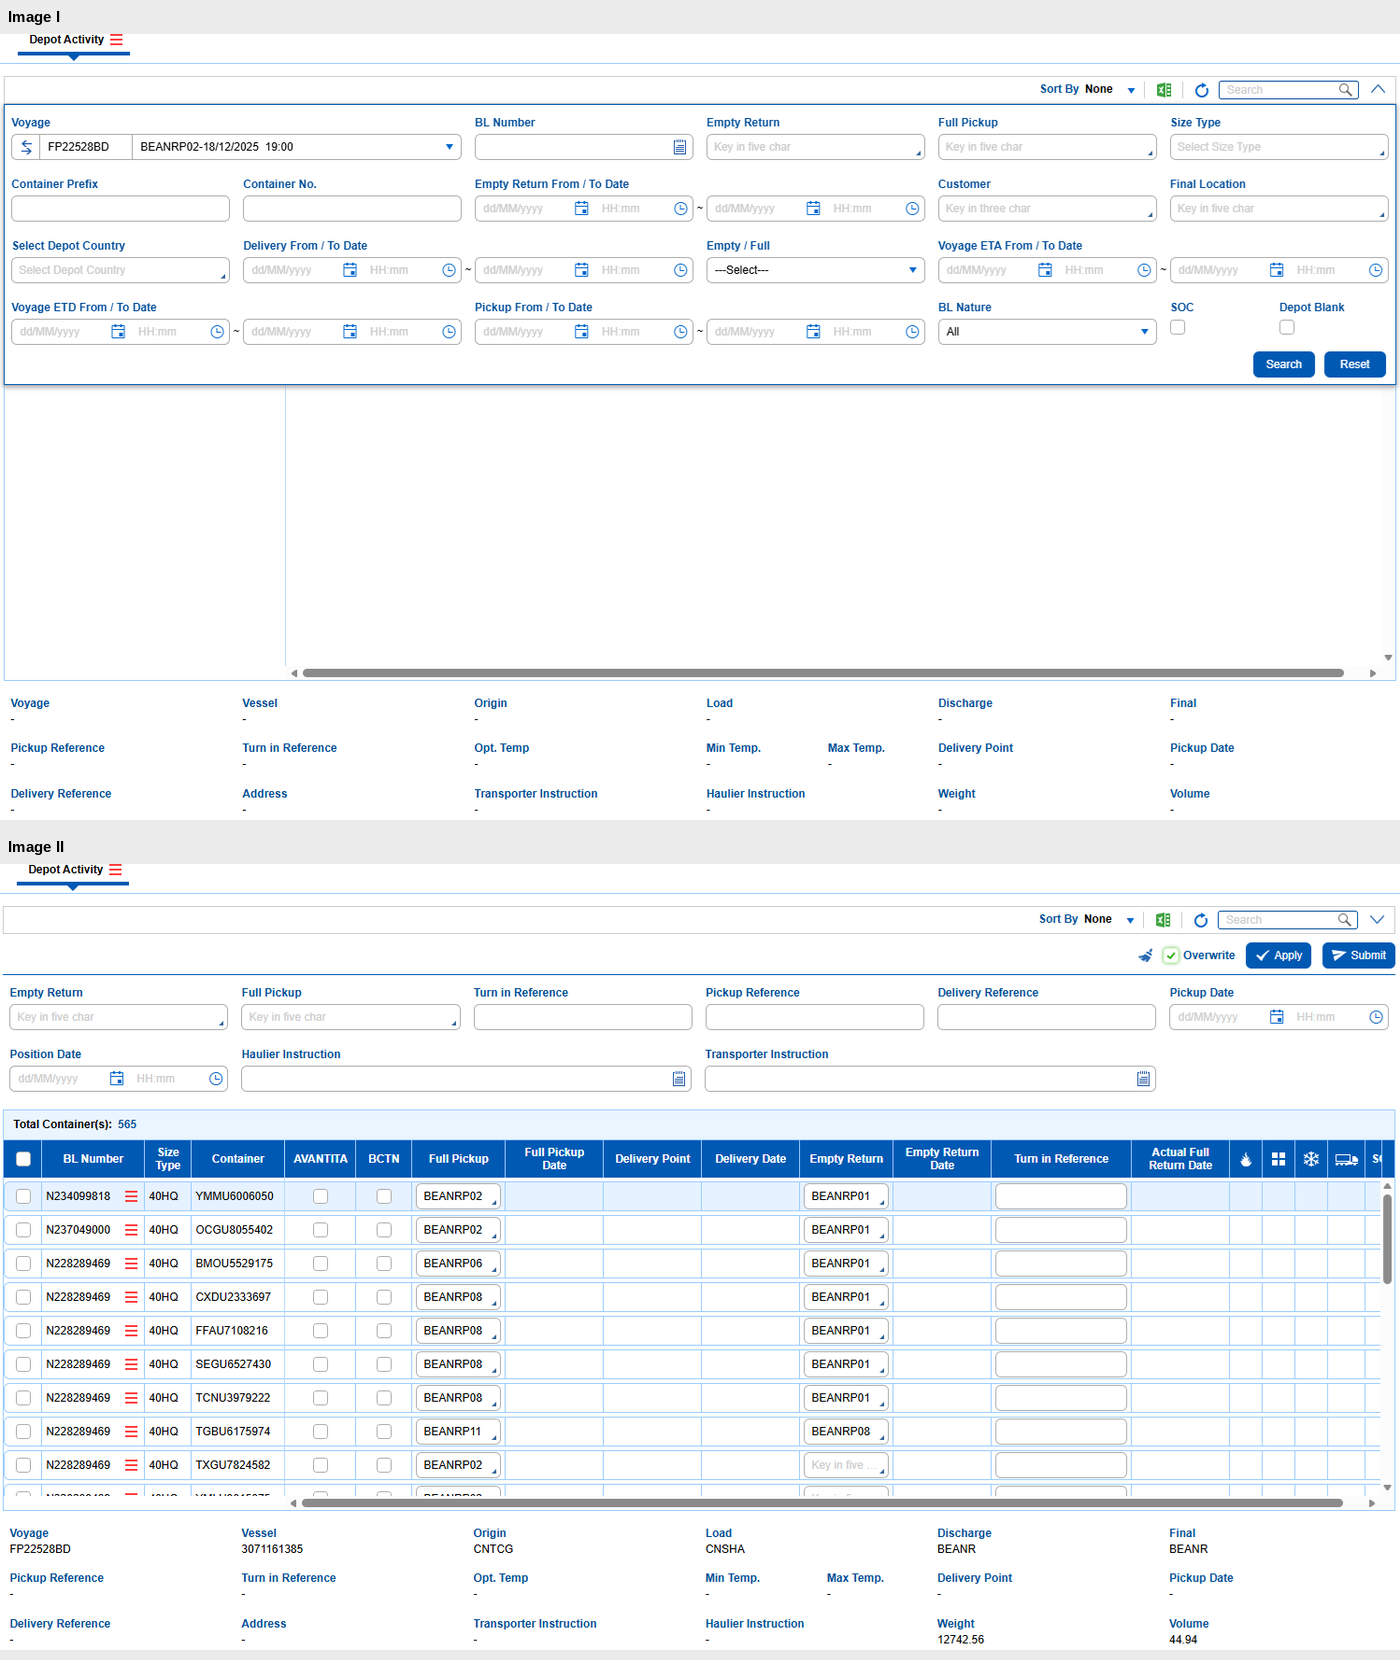 Image I
Depot Activity
Sort By None Search
Voyage BL Number Empty Return Full Pickup Size Type
FP22528BD BEANRP02-18/12/2025 19:00 Key in five char Key in five char Select Size Type
Container Prefix Container No. Empty Return From / To Date Customer Final Location
dd/MM/yyyy HH:mm ~ dd/MM/yyyy HH:mm Key in three char Key in five char
Select Depot Country Delivery From / To Date Empty / Full Voyage ETA From / To Date
Select Depot Country dd/MM/yyyy HH:mm ~ dd/MM/yyyy HH:mm ---Select--- dd/MM/yyyy HH:mm ~ dd/MM/yyyy HH:mm
Voyage ETD From / To Date Pickup From / To Date BL Nature SOC Depot Blank
dd/MM/yyyy HH:mm ~ dd/MM/yyyy HH:mm dd/MM/yyyy HH:mm ~ dd/MM/yyyy HH:mm All
Search Reset
Voyage Vessel Origin Load Discharge Final
- - - - - -
Pickup Reference Turn in Reference Opt. Temp Min Temp. Max Temp. Delivery Point Pickup Date
- - - - - - -
Delivery Reference Address Transporter Instruction Haulier Instruction Weight Volume
- - - - - -
Image II
Depot Activity
Sort By None Search
Overwrite Apply Submit
Empty Return Full Pickup Turn in Reference Pickup Reference Delivery Reference Pickup Date
Key in five char Key in five char dd/MM/yyyy HH:mm
Position Date Haulier Instruction Transporter Instruction
dd/MM/yyyy HH:mm
Total Container(s): 565
BL Number Size Type Container AVANTITA BCTN Full Pickup Full Pickup Date Delivery Point Delivery Date Empty Return Empty Return Date Turn in Reference Actual Full Return Date
N234099818 40HQ YMMU6006050 BEANRP02 BEANRP01
N237049000 40HQ OCGU8055402 BEANRP02 BEANRP01
N228289469 40HQ BMOU5529175 BEANRP06 BEANRP01
N228289469 40HQ CXDU2333697 BEANRP08 BEANRP01
N228289469 40HQ FFAU7108216 BEANRP08 BEANRP01
N228289469 40HQ SEGU6527430 BEANRP08 BEANRP01
N228289469 40HQ TCNU3979222 BEANRP08 BEANRP01
N228289469 40HQ TGBU6175974 BEANRP11 BEANRP08
N228289469 40HQ TXGU7824582 BEANRP02 Key in five ...
Voyage Vessel Origin Load Discharge Final
FP22528BD 3071161385 CNTCG CNSHA BEANR BEANR
Pickup Reference Turn in Reference Opt. Temp Min Temp. Max Temp. Delivery Point Pickup Date
- - - - - - -
Delivery Reference Address Transporter Instruction Haulier Instruction Weight Volume
- - - - 12742.56 44.94